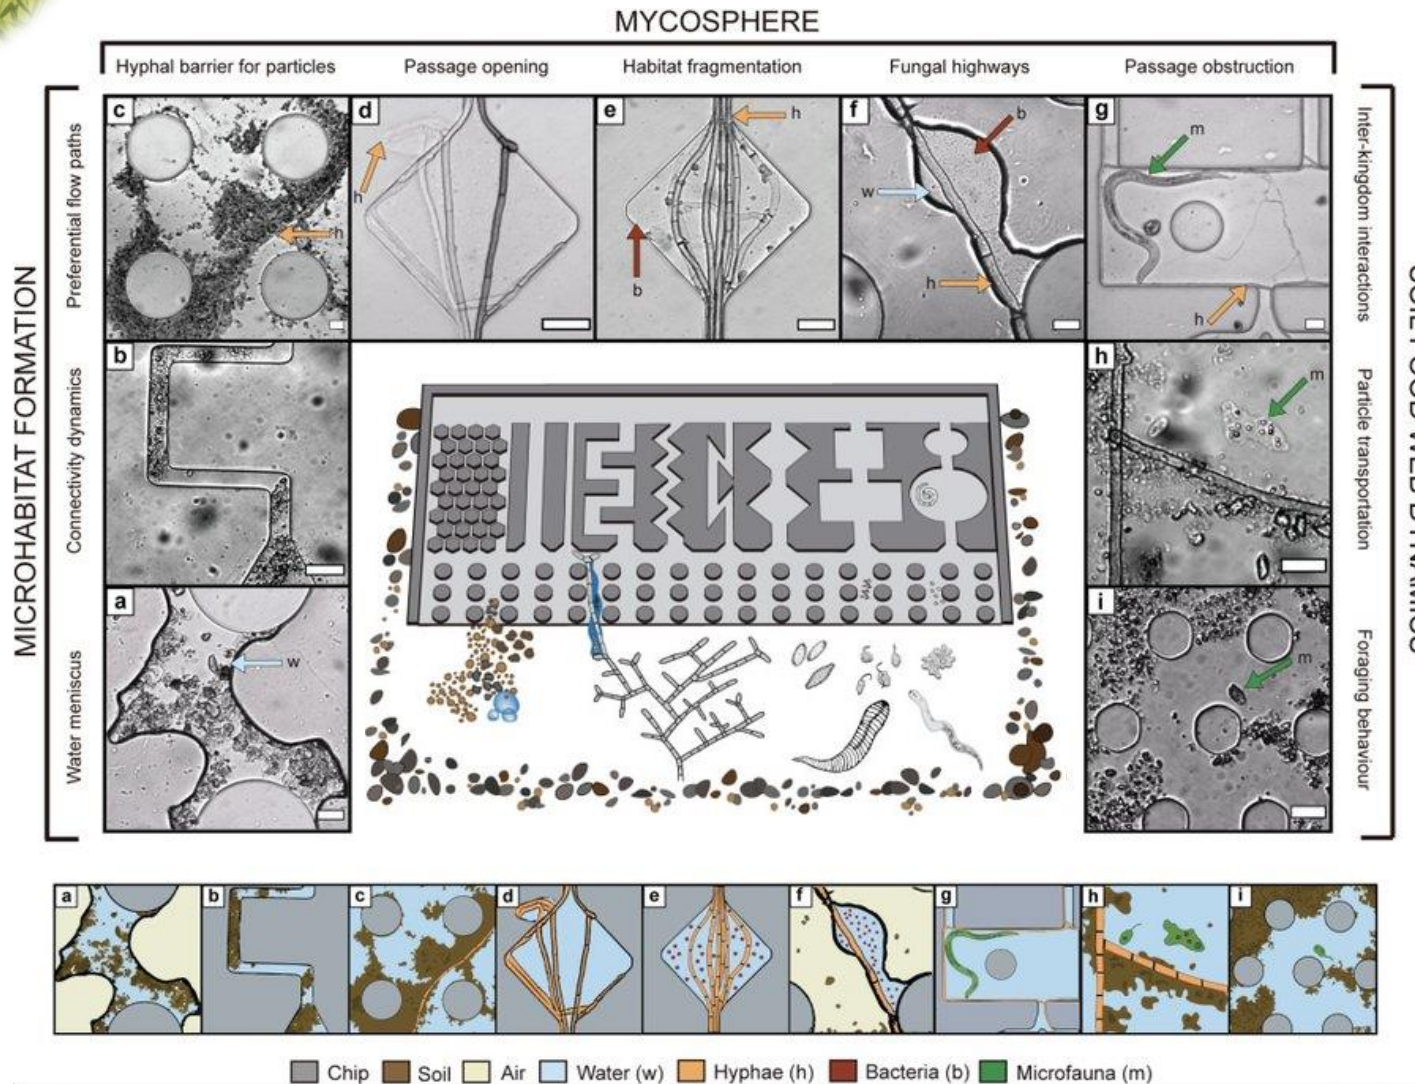 MYCOSPHERE
Hyphal barrier for particles
Passage opening
Habitat fragmentation
Fungal highways
Passage obstruction
MICROHABITAT FORMATION
Preferential flow paths
Connectivity dynamics
Water meniscus
c
h
d
h
e
h
b
f
b
w
h
g
m
h
Inter-kingdom interactions
b
h
m
Particle transportation
a
w
i
m
Foraging behaviour
a
b
c
d
e
f
g
h
i
Chip
Soil
Air
Water (w)
Hyphae (h)
Bacteria (b)
Microfauna (m)